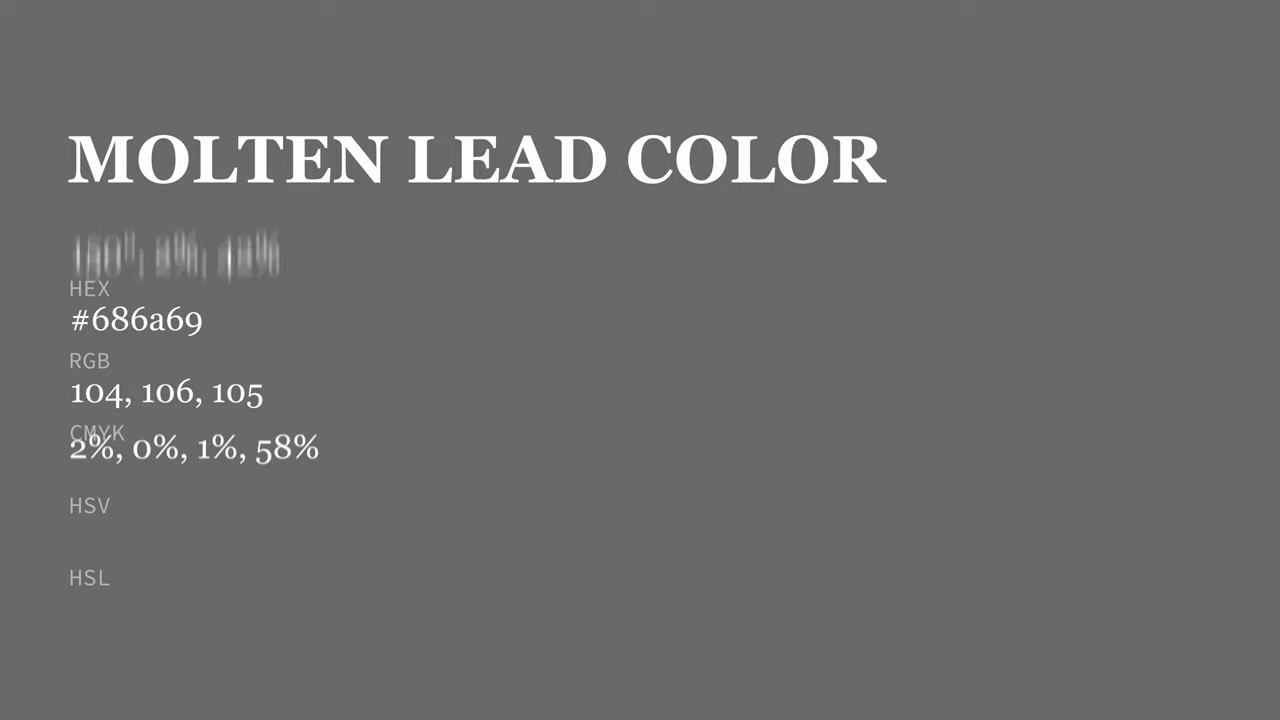 MOLTEN LEAD COLOR
HEX
#686a69
RGB
104, 106, 105
CMYK
2%, 0%, 1%, 58%
HSV
HSL